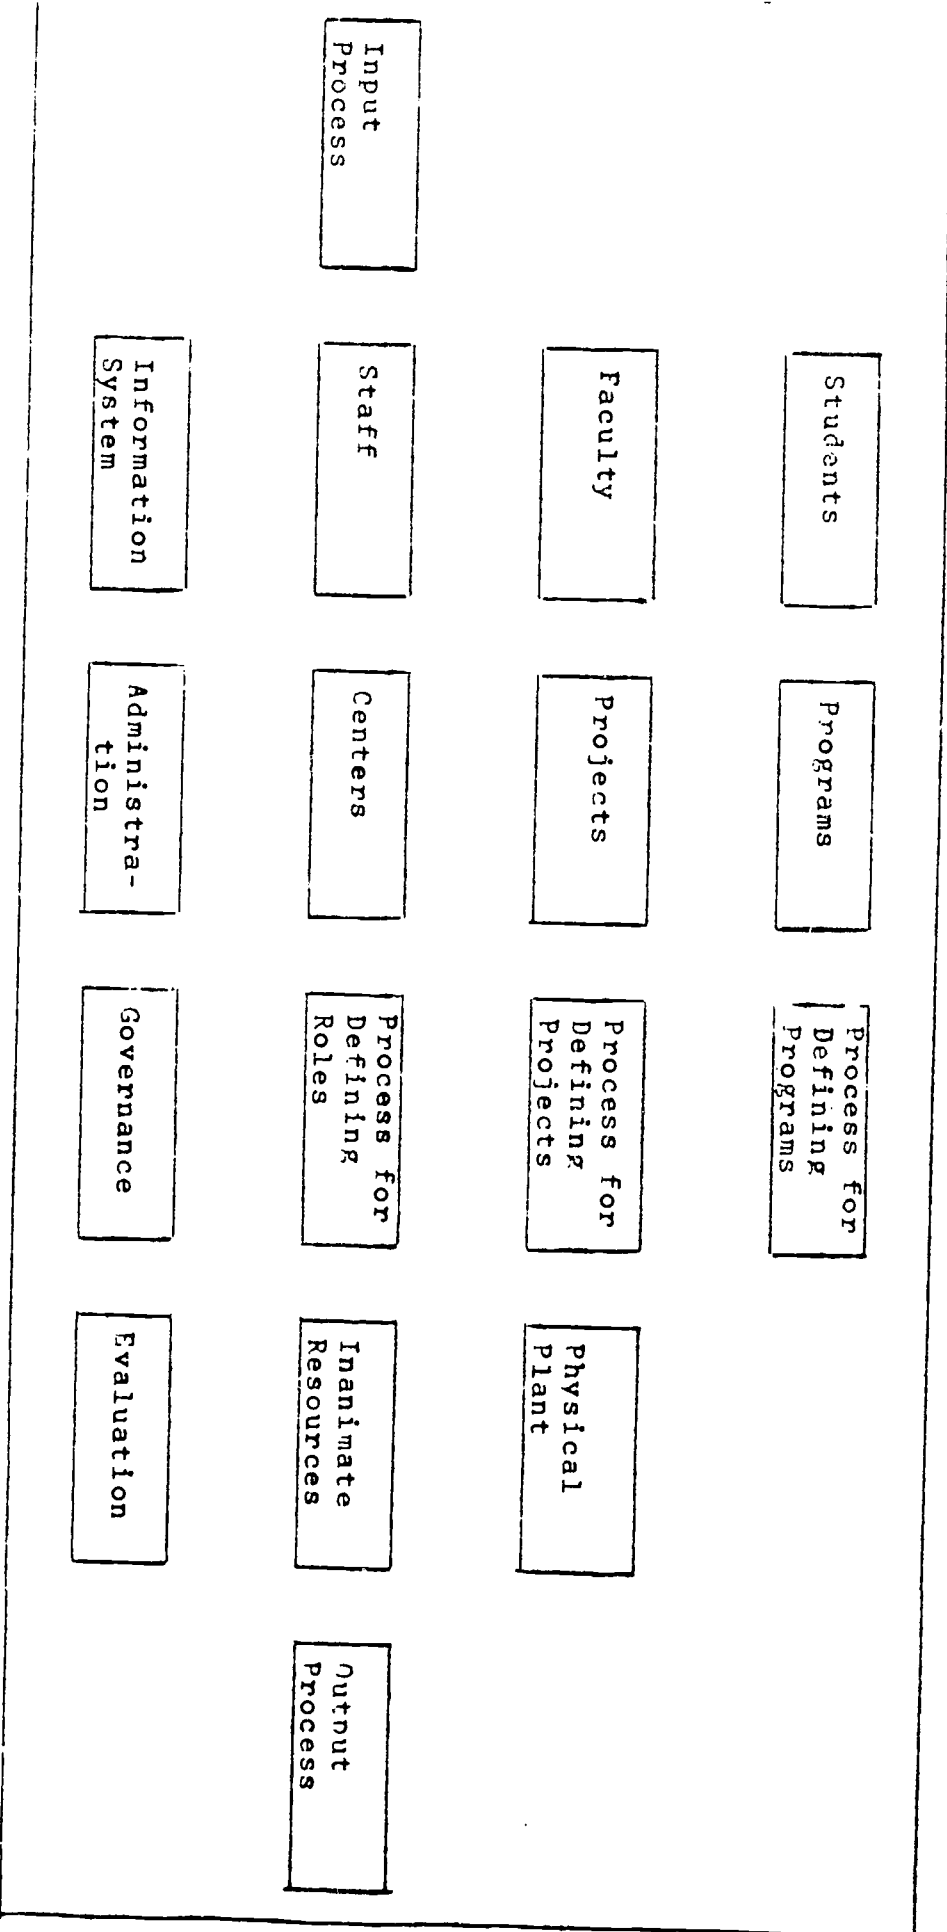 Students
Programs
Process for
Defining
Programs
Faculty
Projects
Process for
Defining
Projects
Physical
Plant
Input
Process
Staff
Centers
Process for
Defining
Roles
Inanimate
Resources
Output
Process
Information
System
Administra-
tion
Governance
Evaluation